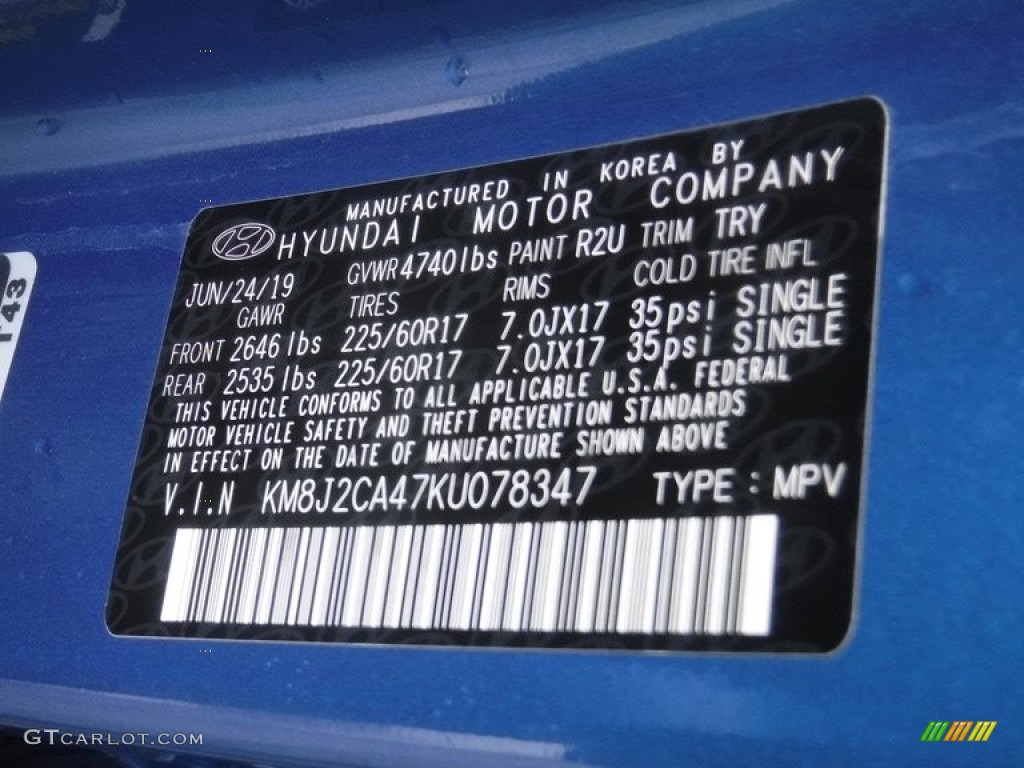 MANUFACTURED IN KOREA BY
HYUNDAI MOTOR COMPANY
JUN/24/19 GVWR 4740lbs PAINT R2U TRIM TRY
GAWR TIRES RIMS COLD TIRE INFL
FRONT 2646 lbs 225/60R17 7.0JX17 35psi SINGLE
REAR 2535 lbs 225/60R17 7.0JX17 35psi SINGLE
THIS VEHICLE CONFORMS TO ALL APPLICABLE U.S.A. FEDERAL
MOTOR VEHICLE SAFETY AND THEFT PREVENTION STANDARDS
IN EFFECT ON THE DATE OF MANUFACTURE SHOWN ABOVE
V.I.N KM8J2CA47KU078347 TYPE : MPV
GTCARLOT.COM